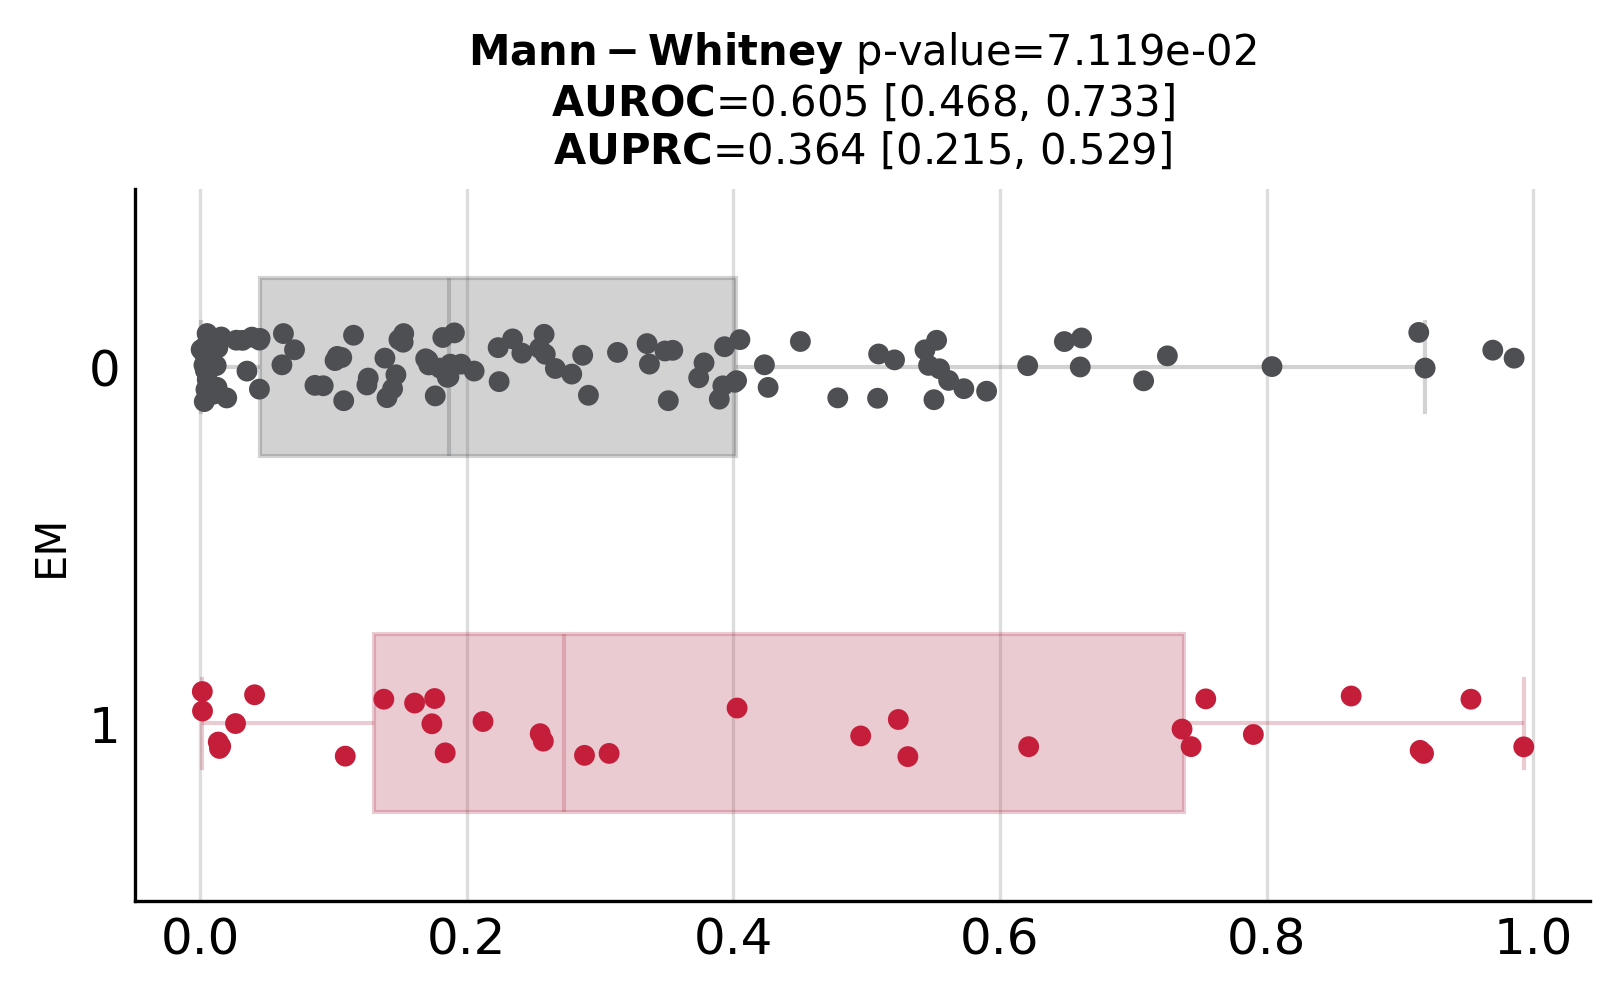 Mann − Whitney p-value=7.119e-02
AUROC=0.605 [0.468, 0.733]
AUPRC=0.364 [0.215, 0.529]
0
EM
1
0.0 0.2 0.4 0.6 0.8 1.0